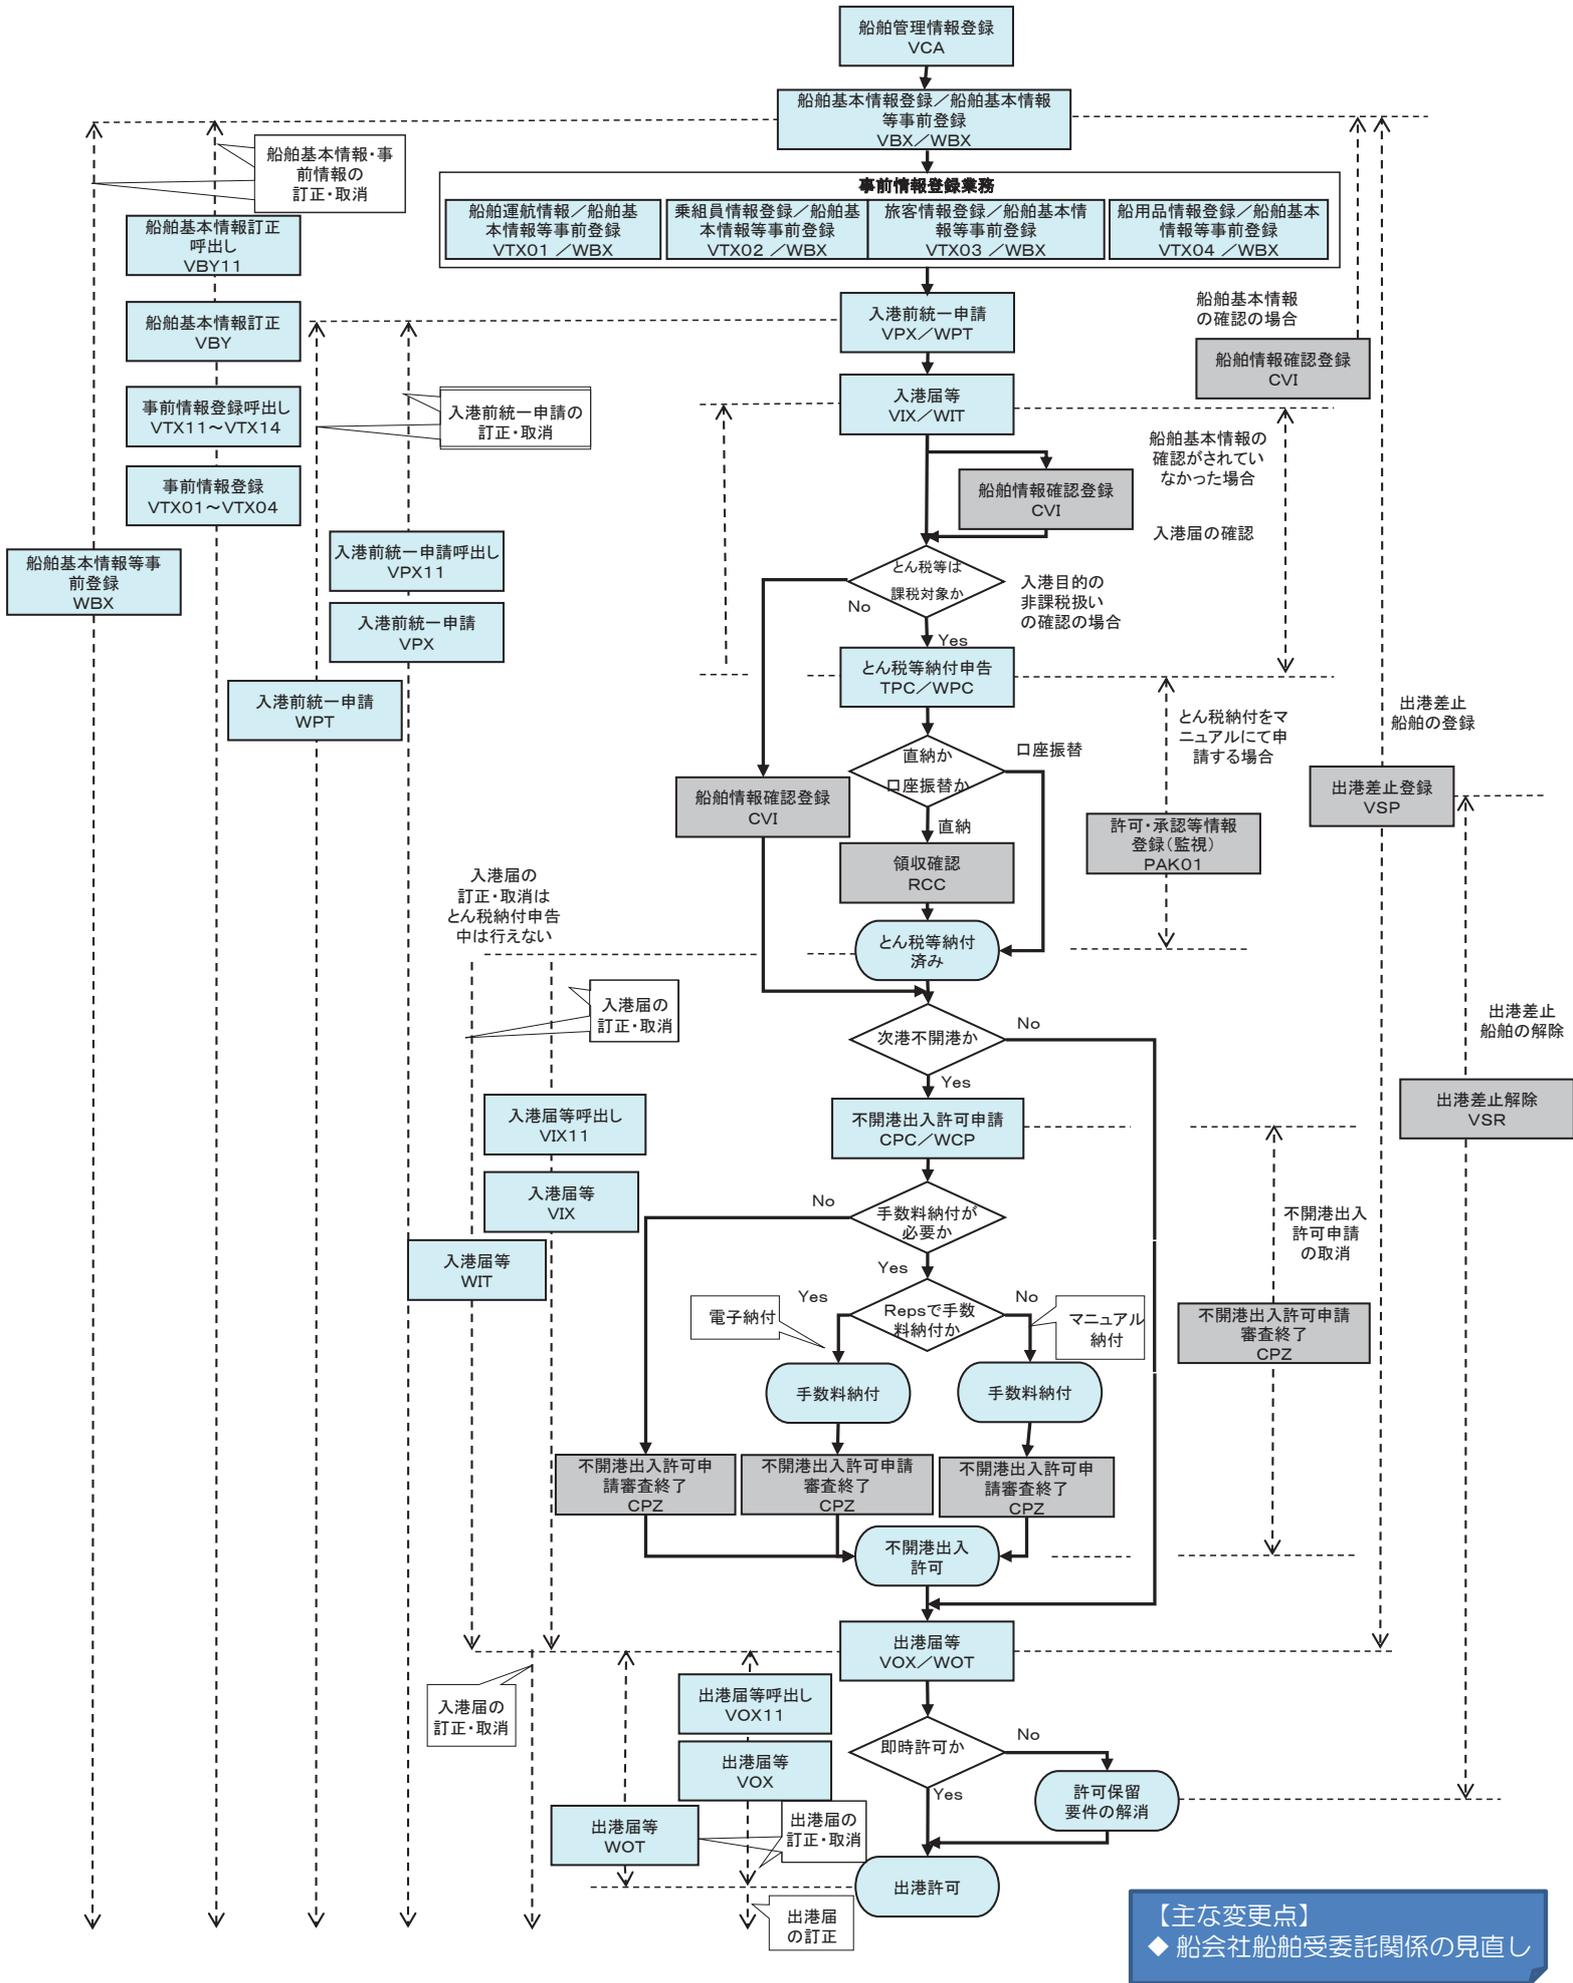 船舶管理情報登録
VCA
船舶基本情報登録／船舶基本情報
等事前登録
VBX／WBX
船舶基本情報・事
前情報の
訂正・取消
事前情報登録業務
船舶運航情報／船舶基
本情報等事前登録
VTX01 ／WBX
乗組員情報登録／船舶基
本情報等事前登録
VTX02 ／WBX
旅客情報登録／船舶基本情
報等事前登録
VTX03 ／WBX
船用品情報登録／船舶基本
情報等事前登録
VTX04 ／WBX
船舶基本情報訂正
呼出し
VBY11
船舶基本情報訂正
VBY
事前情報登録呼出し
VTX11～VTX14
事前情報登録
VTX01～VTX04
船舶基本情報等事
前登録
WBX
入港前統一申請
VPX／WPT
船舶基本情報
の確認の場合
船舶情報確認登録
CVI
入港前統一申請の
訂正・取消
入港届等
VIX／WIT
船舶基本情報の
確認がされてい
なかった場合
船舶情報確認登録
CVI
入港届の確認
入港前統一申請呼出し
VPX11
入港前統一申請
VPX
入港前統一申請
WPT
とん税等は
課税対象か
No
Yes
入港目的の
非課税扱い
の確認の場合
とん税等納付申告
TPC／WPC
とん税納付をマ
ニュアルにて申
請する場合
出港差止
船舶の登録
直納か
口座振替か
口座振替
直納
船舶情報確認登録
CVI
出港差止登録
VSP
許可・承認等情報
登録（監視）
PAK01
領収確認
RCC
入港届の
訂正・取消は
とん税納付申告
中は行えない
とん税等納付
済み
入港届の
訂正・取消
出港差止
船舶の解除
次港不開港か
No
Yes
出港差止解除
VSR
入港届等呼出し
VIX11
不開港出入許可申請
CPC／WCP
入港届等
VIX
入港届等
WIT
No
手数料納付が
必要か
Yes
不開港出入
許可申請
の取消
電子納付
Yes
Repsで手数
料納付か
No
マニュアル
納付
不開港出入許可申請
審査終了
CPZ
手数料納付
手数料納付
不開港出入許可申
請審査終了
CPZ
不開港出入許可申請
審査終了
CPZ
不開港出入許可申
請審査終了
CPZ
不開港出入
許可
出港届等
VOX／WOT
入港届の
訂正・取消
出港届等呼出し
VOX11
出港届等
VOX
即時許可か
No
Yes
許可保留
要件の解消
出港届等
WOT
出港届の
訂正・取消
出港許可
出港届
の訂正
【主な変更点】
◆ 船会社船舶受委託関係の見直し